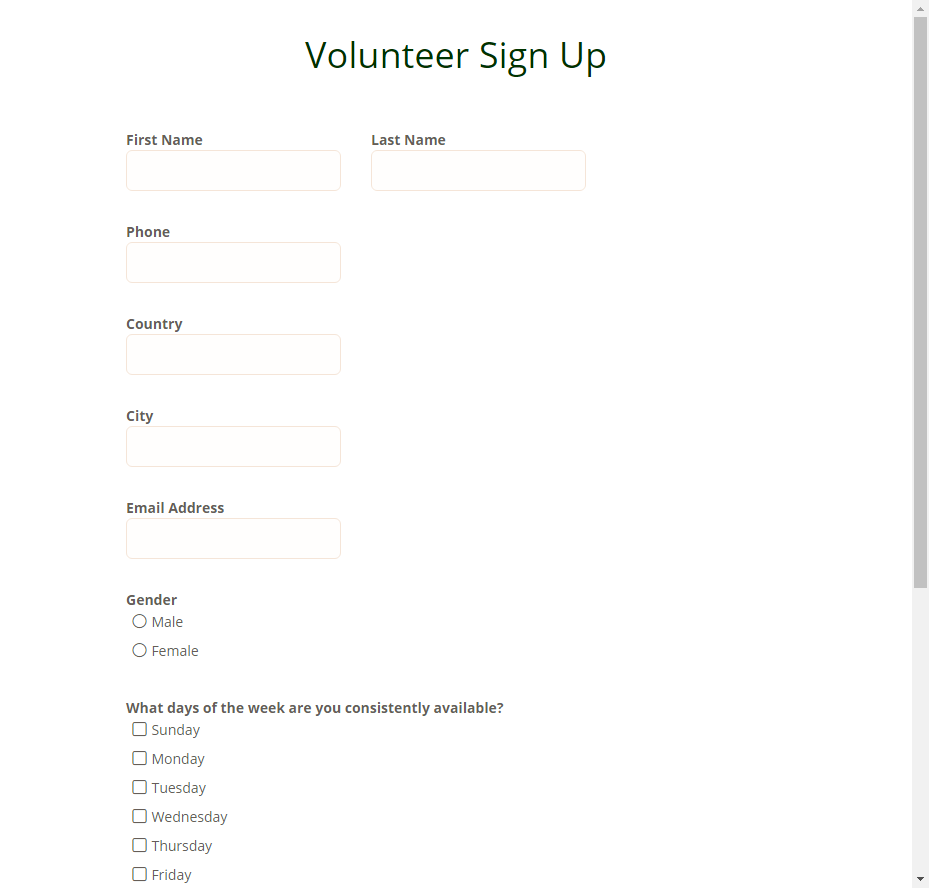 Volunteer Sign Up
First Name Last Name
Phone
Country
City
Email Address
Gender
Male
Female
What days of the week are you consistently available?
Sunday
Monday
Tuesday
Wednesday
Thursday
Friday